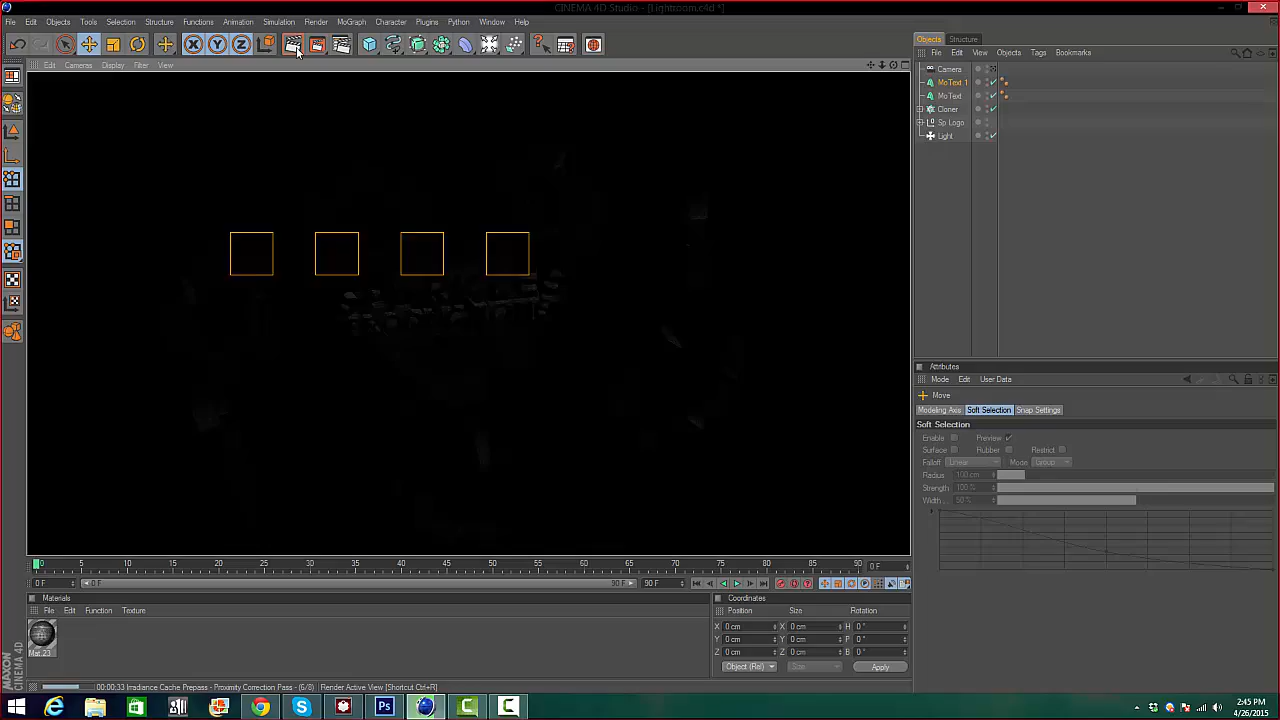 CINEMA 4D Studio - [Lightroom.c4d *]
File Edit Objects Tools Selection Structure Functions Animation Simulation Render MoGraph Character Plugins Python Window Help
Edit Cameras Display Filter View
Objects Structure
File Edit View Objects Tags Bookmarks
Camera
MoText 1
MoText
Cloner
Sp Logo
Light
Attributes
Mode Edit User Data
Move
Modeling Axis Soft Selection Snap Settings
Soft Selection
Enable Preview
Surface Rubber Restrict
Falloff Linear Mode Group
Radius 100 cm
Strength 100 %
Width 50 %
0 5 10 15 20 25 30 35 40 45 50 55 60 65 70 75 80 85 90 0 F
0 F 0 F 90 F 90 F
Materials
File Edit Function Texture
Mat.23
Coordinates
Position Size Rotation
X 0 cm X 0 cm H 0 °
Y 0 cm Y 0 cm P 0 °
Z 0 cm Z 0 cm B 0 °
Object (Rel) Size Apply
MAXON CINEMA 4D
00:00:33 Irradiance Cache Prepass - Proximity Correction Pass - (6/8) Render Active View [Shortcut Ctrl+R]
Ps
2:45 PM
4/26/2015